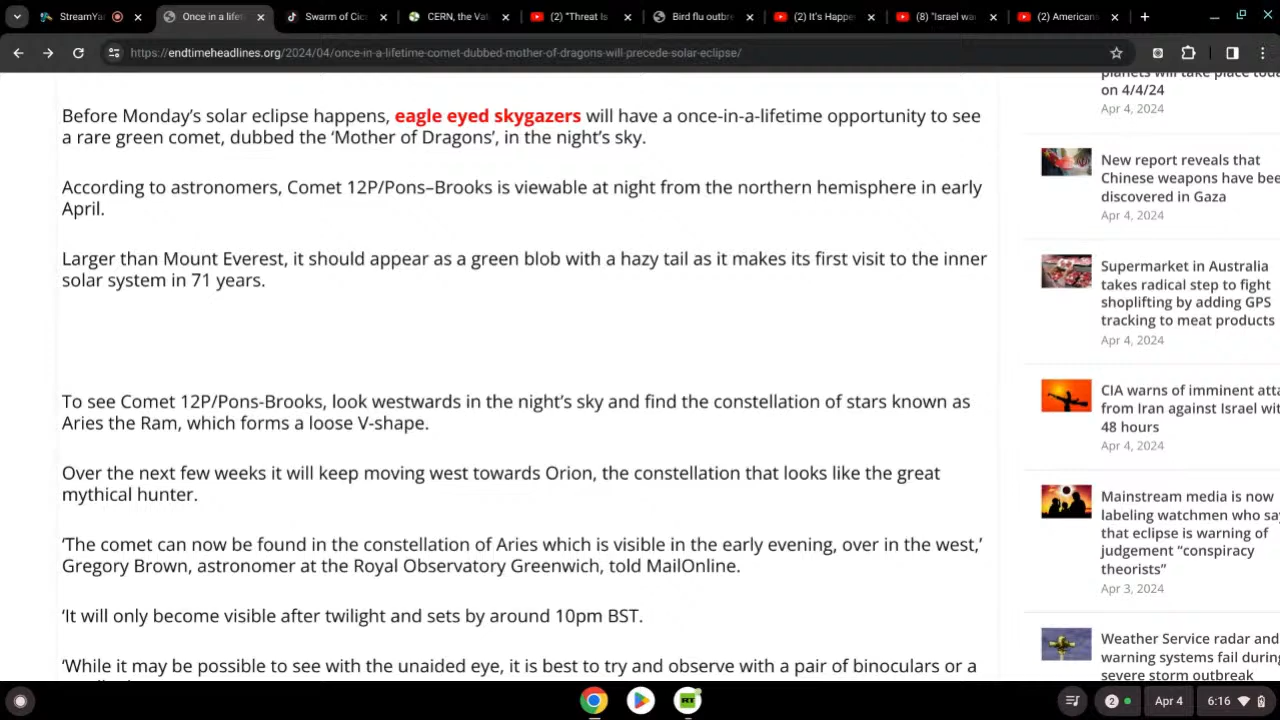 StreamYa
Once in a life
Swarm of Cic
CERN, the Vat
(2) "Threat Is
Bird flu outbre
(2) It's Happe
(8) "Israel wa
(2) Americans
https://endtimeheadlines.org/2024/04/once-in-a-lifetime-comet-dubbed-mother-of-dragons-will-precede-solar-eclipse/
Before Monday's solar eclipse happens, eagle eyed skygazers will have a once-in-a-lifetime opportunity to see
a rare green comet, dubbed the 'Mother of Dragons', in the night's sky.
According to astronomers, Comet 12P/Pons–Brooks is viewable at night from the northern hemisphere in early
April.
Larger than Mount Everest, it should appear as a green blob with a hazy tail as it makes its first visit to the inner
solar system in 71 years.
To see Comet 12P/Pons-Brooks, look westwards in the night's sky and find the constellation of stars known as
Aries the Ram, which forms a loose V-shape.
Over the next few weeks it will keep moving west towards Orion, the constellation that looks like the great
mythical hunter.
'The comet can now be found in the constellation of Aries which is visible in the early evening, over in the west,'
Gregory Brown, astronomer at the Royal Observatory Greenwich, told MailOnline.
'It will only become visible after twilight and sets by around 10pm BST.
'While it may be possible to see with the unaided eye, it is best to try and observe with a pair of binoculars or a
planets will take place toda
on 4/4/24
Apr 4, 2024
New report reveals that
Chinese weapons have bee
discovered in Gaza
Apr 4, 2024
Supermarket in Australia
takes radical step to fight
shoplifting by adding GPS
tracking to meat products
Apr 4, 2024
CIA warns of imminent atta
from Iran against Israel wit
48 hours
Apr 4, 2024
Mainstream media is now
labeling watchmen who say
that eclipse is warning of
judgement "conspiracy
theorists"
Apr 3, 2024
Weather Service radar and
warning systems fail during
severe storm outbreak
RT
2
Apr 4
6:16